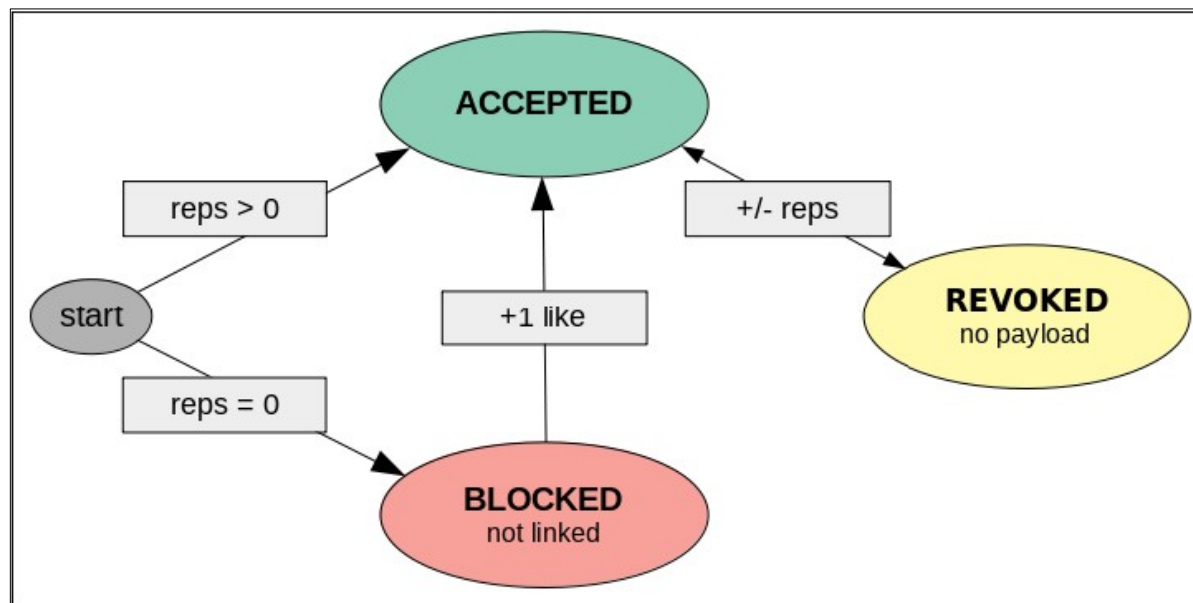 ACCEPTED
reps > 0
+/- reps
start
+1 like
REVOKED
no payload
reps = 0
BLOCKED
not linked